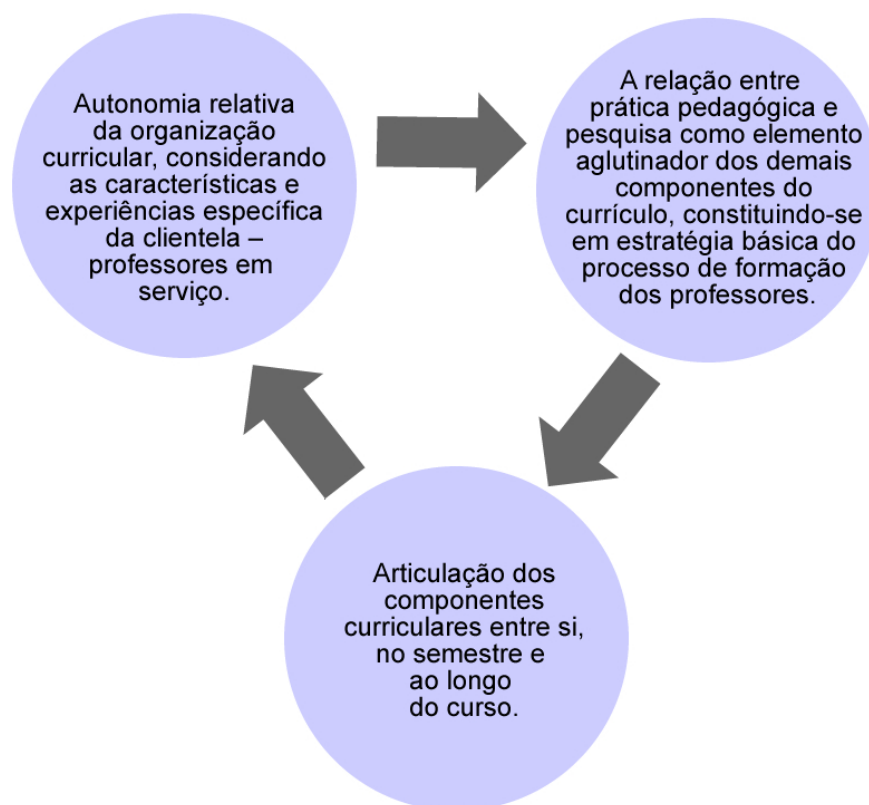 Autonomia relativa
da organização
curricular, considerando
as características e
experiências específica
da clientela –
professores em
serviço.
A relação entre
prática pedagógica e
pesquisa como elemento
aglutinador dos demais
componentes do
currículo, constituindo-se
em estratégia básica do
processo de formação
dos professores.
Articulação dos
componentes
curriculares entre si,
no semestre e
ao longo
do curso.